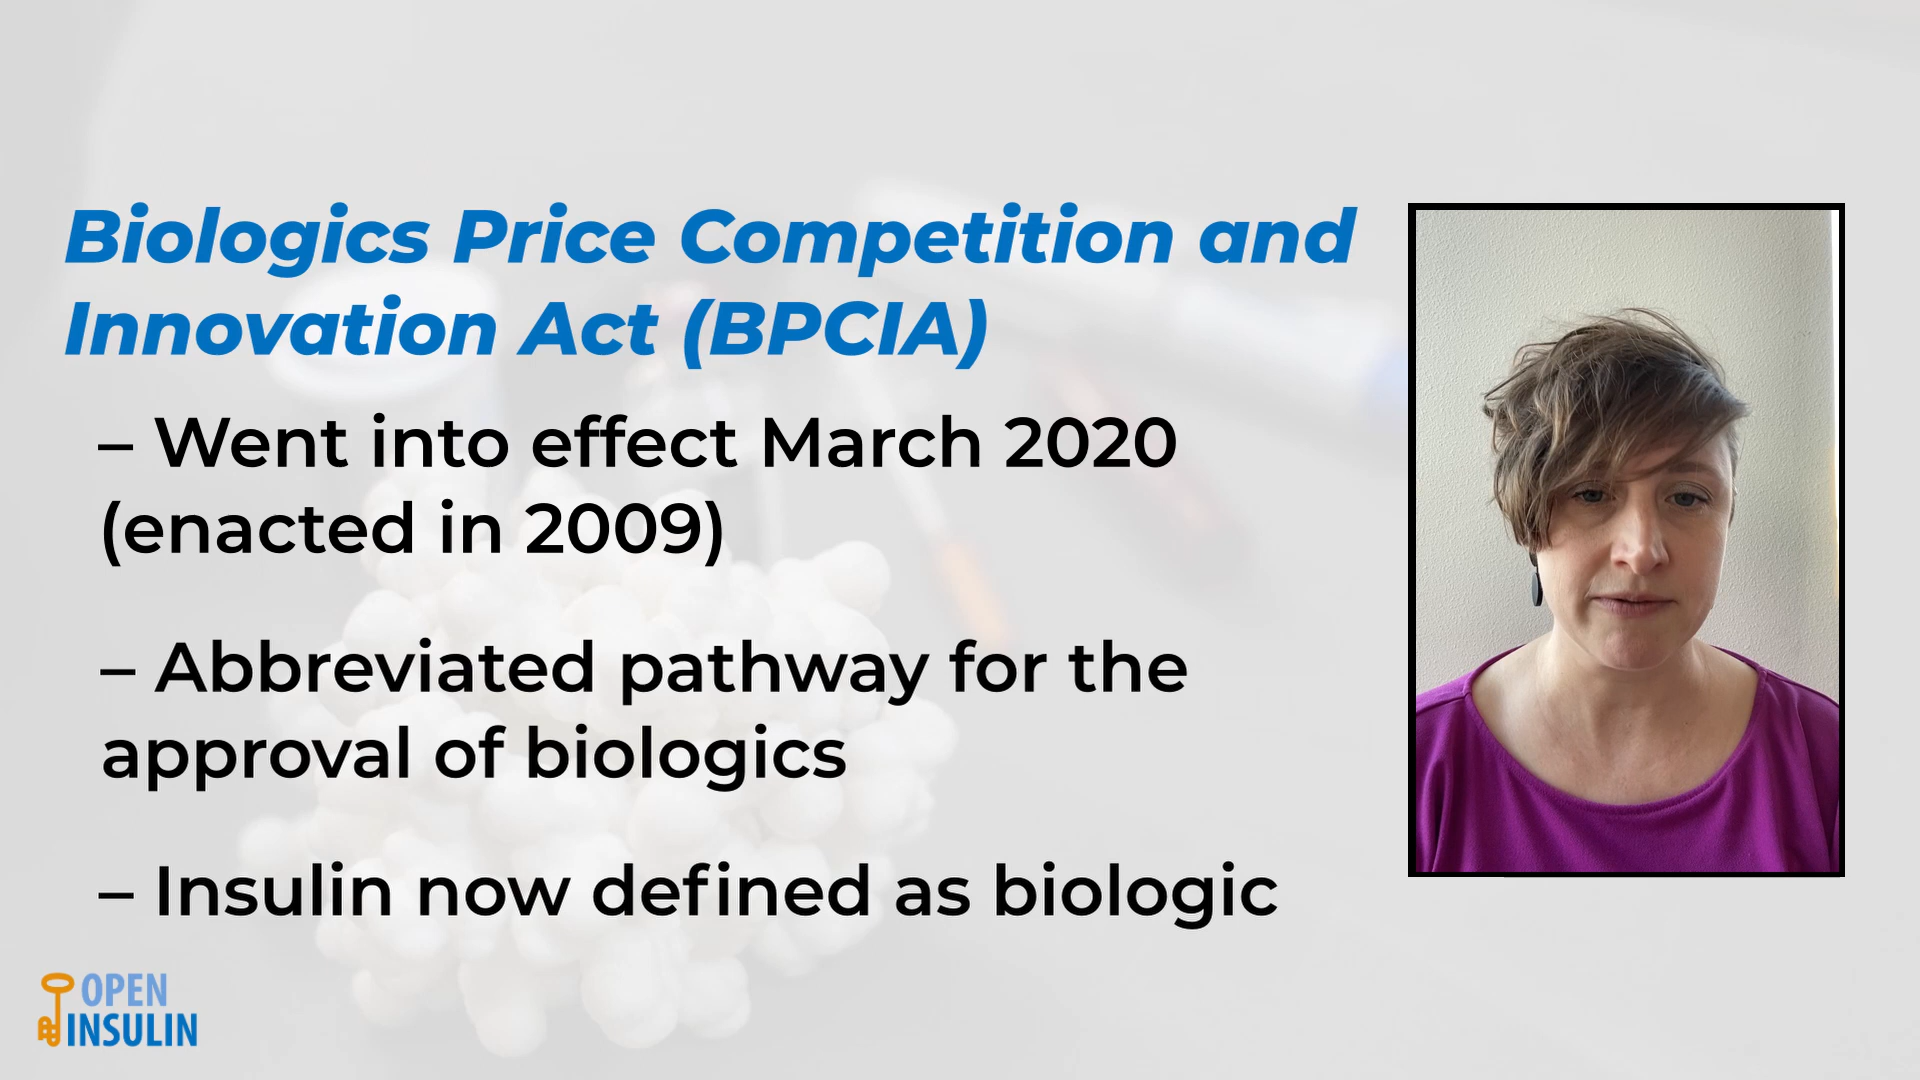 Biologics Price Competition and
Innovation Act (BPCIA)
– Went into effect March 2020
(enacted in 2009)
– Abbreviated pathway for the
approval of biologics
– Insulin now defined as biologic
OPEN
INSULIN